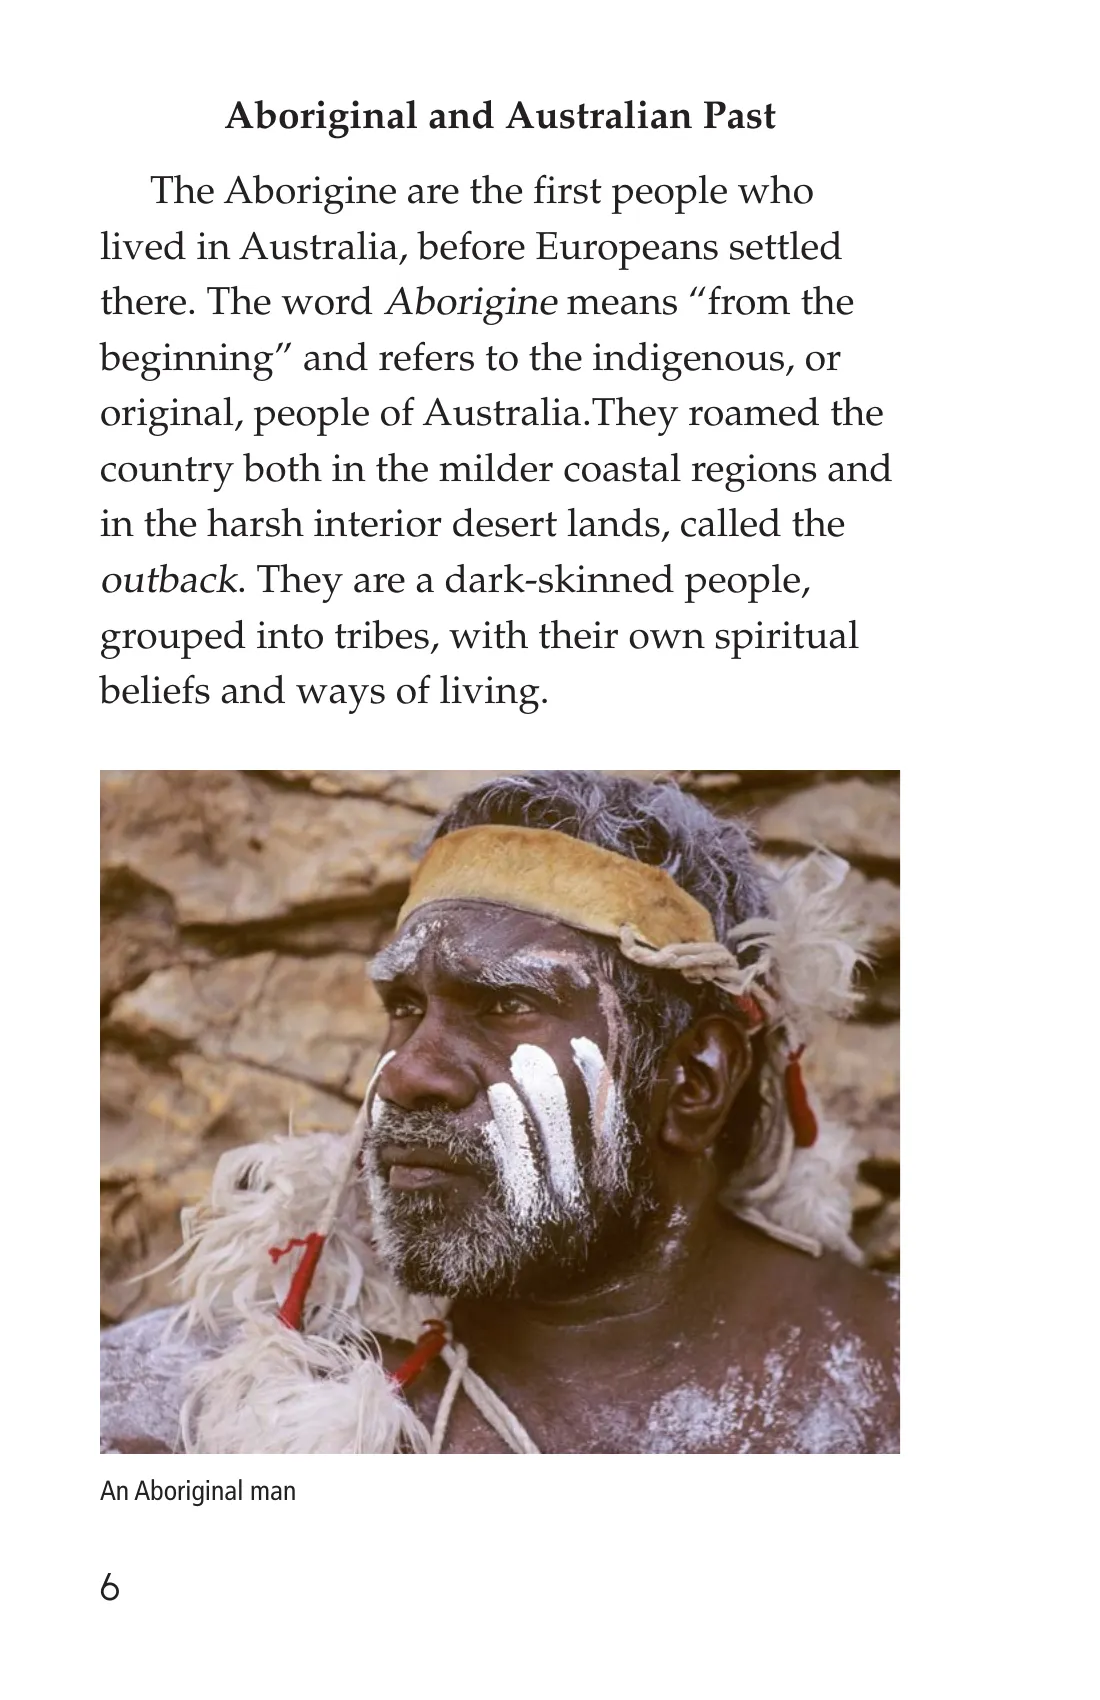 Aboriginal and Australian Past
The Aborigine are the first people who
lived in Australia, before Europeans settled
there. The word Aborigine means “from the
beginning” and refers to the indigenous, or
original, people of Australia.They roamed the
country both in the milder coastal regions and
in the harsh interior desert lands, called the
outback. They are a dark-skinned people,
grouped into tribes, with their own spiritual
beliefs and ways of living.
An Aboriginal man
6